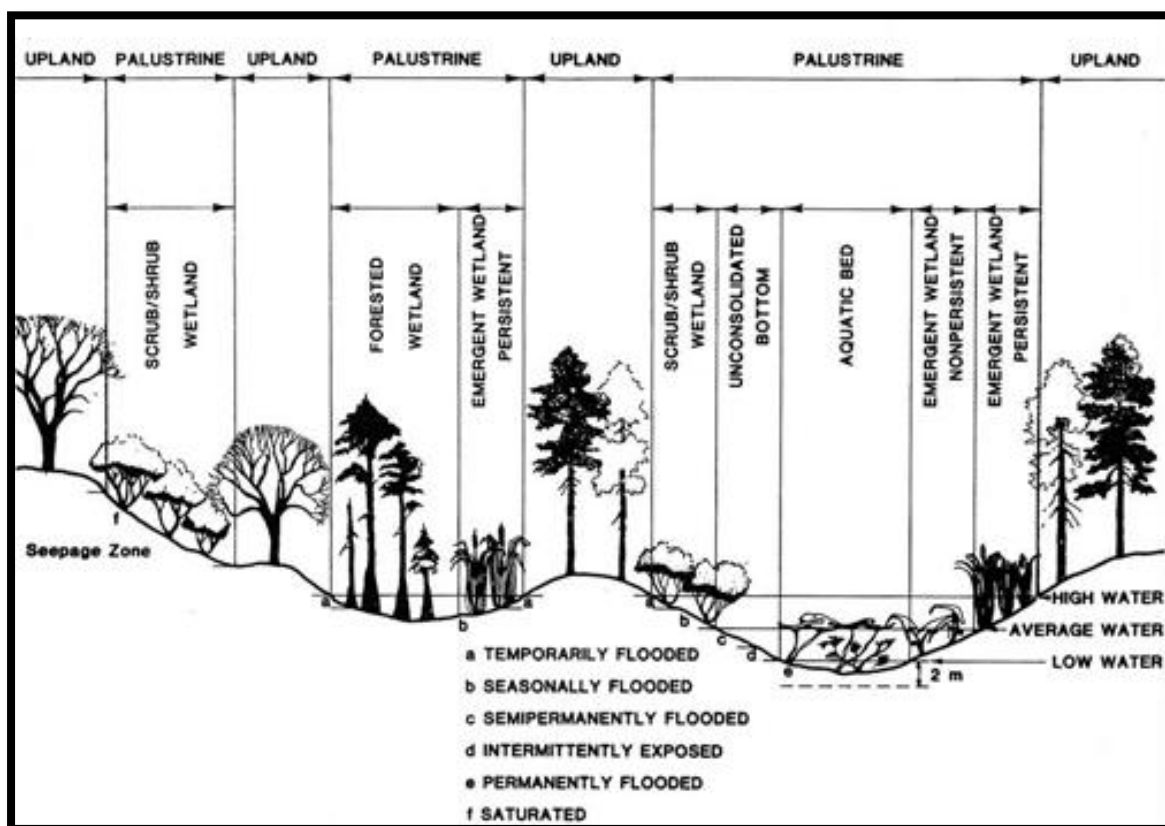 UPLAND PALUSTRINE UPLAND PALUSTRINE UPLAND PALUSTRINE UPLAND
SCRUB/SHRUB
WETLAND
FORESTED
WETLAND
EMERGENT WETLAND
PERSISTENT
SCRUB/SHRUB
WETLAND
UNCONSOLIDATED
BOTTOM
AQUATIC BED
EMERGENT WETLAND
NONPERSISTENT
EMERGENT WETLAND
PERSISTENT
f
Seepage Zone
a
b
a
a
b
c
d
e
HIGH WATER
AVERAGE WATER
LOW WATER
2 m
a TEMPORARILY FLOODED
b SEASONALLY FLOODED
c SEMIPERMANENTLY FLOODED
d INTERMITTENTLY EXPOSED
e PERMANENTLY FLOODED
f SATURATED